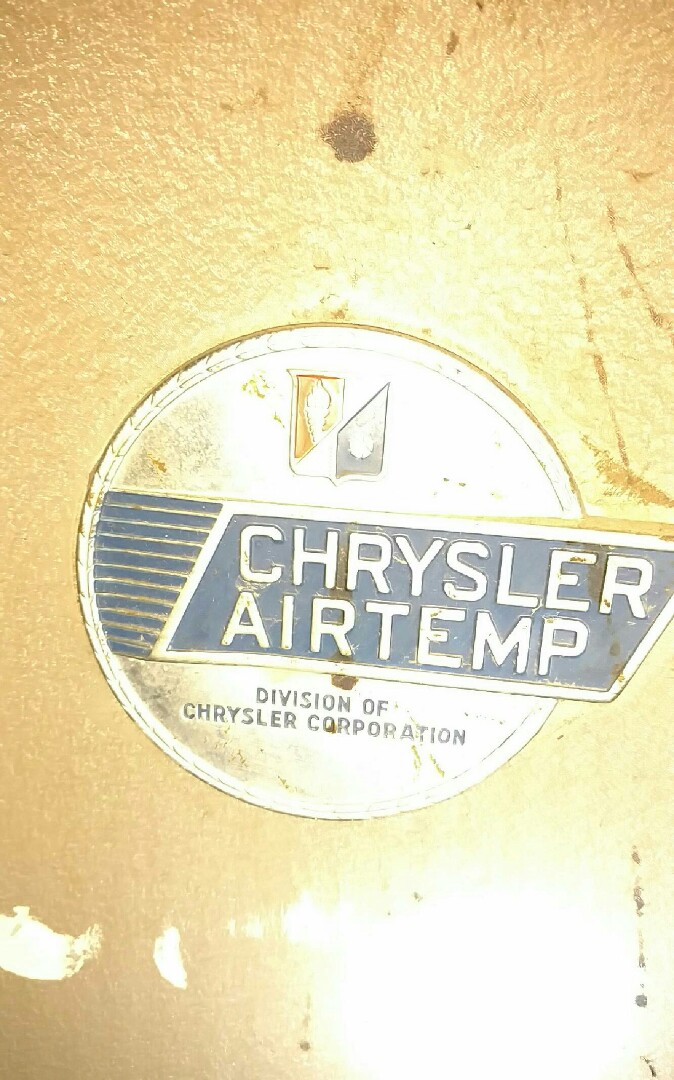 CHRYSLER
AIRTEMP
DIVISION OF
CHRYSLER CORPORATION